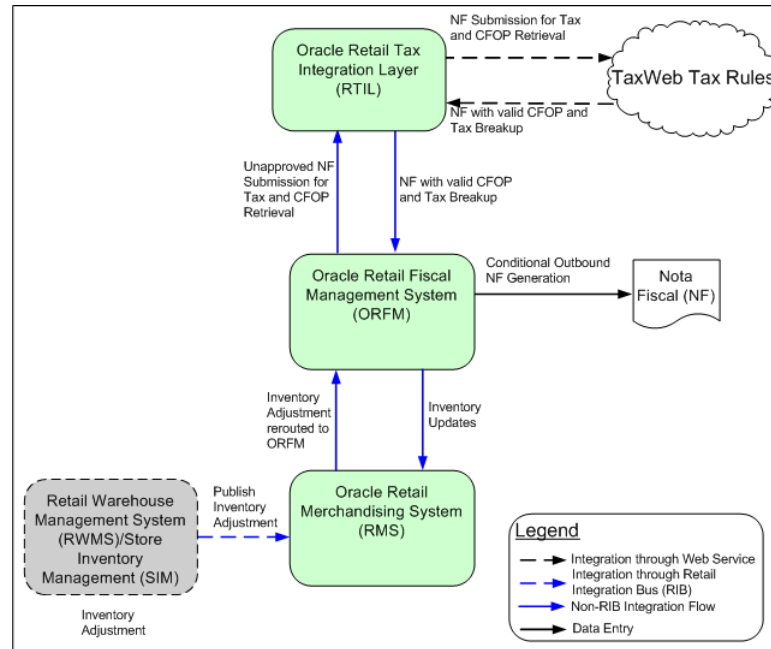 NF Submission for Tax
and CFOP Retrieval
Oracle Retail Tax
Integration Layer
(RTIL)
TaxWeb Tax Rules
NF with valid CFOP and
Tax Breakup
Unapproved NF
Submission for
Tax and CFOP
Retrieval
NF with valid CFOP
and Tax Breakup
Oracle Retail Fiscal
Management System
(ORFM)
Conditional Outbound
NF Generation
Nota
Fiscal (NF)
Inventory
Adjustment
rerouted to
ORFM
Inventory
Updates
Retail Warehouse
Management System
(RWMS)/Store
Inventory
Management (SIM)
Publish
Inventory
Adjustment
Oracle Retail
Merchandising System
(RMS)
Inventory
Adjustment
Legend
Integration through Web Service
Integration through Retail
Integration Bus (RIB)
Non-RIB Integration Flow
Data Entry